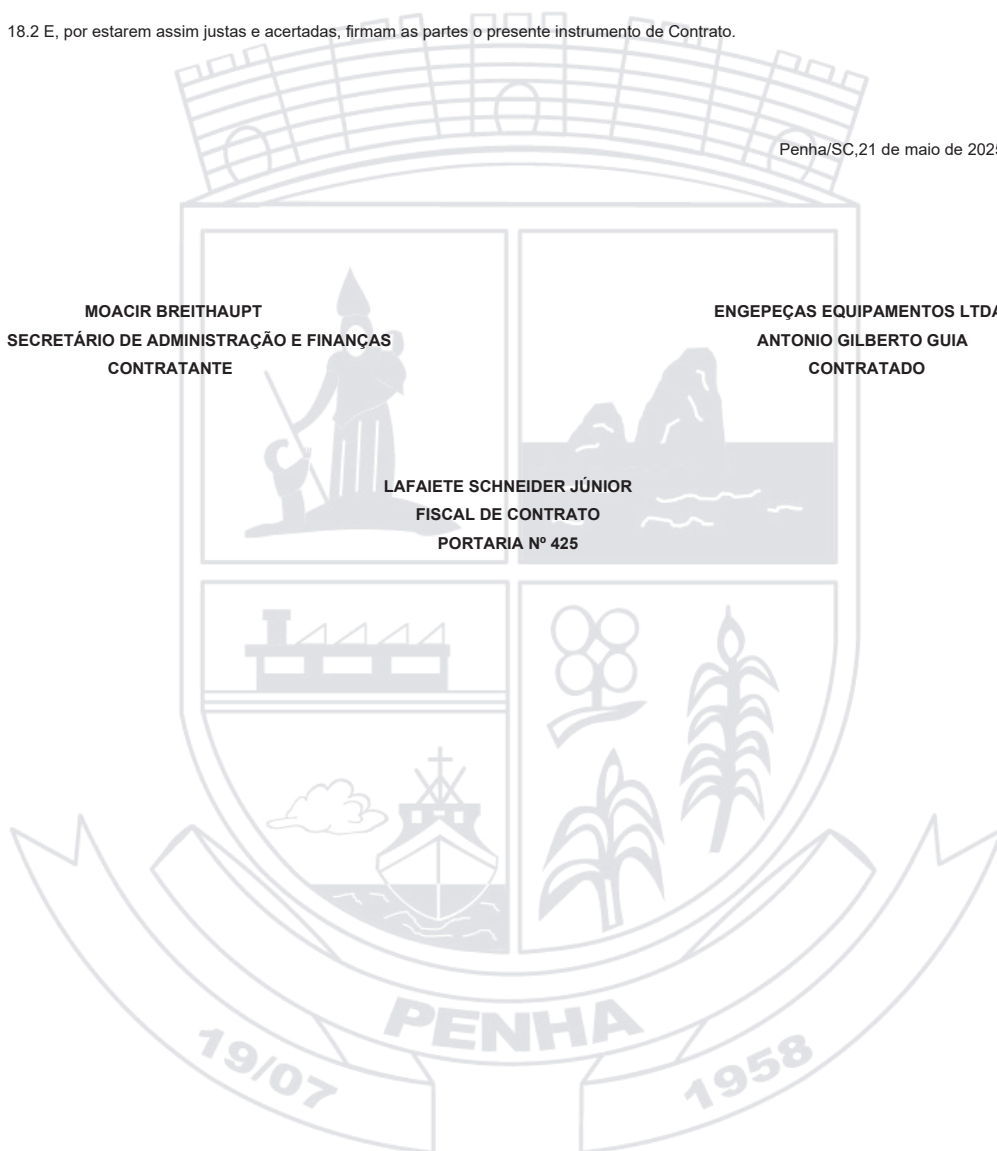 18.2 E, por estarem assim justas e acertadas, firmam as partes o presente instrumento de Contrato.
Penha/SC,21 de maio de 2025
MOACIR BREITHAUPT
SECRETÁRIO DE ADMINISTRAÇÃO E FINANÇAS
CONTRATANTE
ENGEPEÇAS EQUIPAMENTOS LTDA
ANTONIO GILBERTO GUIA
CONTRATADO
LAFAIETE SCHNEIDER JÚNIOR
FISCAL DE CONTRATO
PORTARIA Nº 425
PENHA
19/07
1958